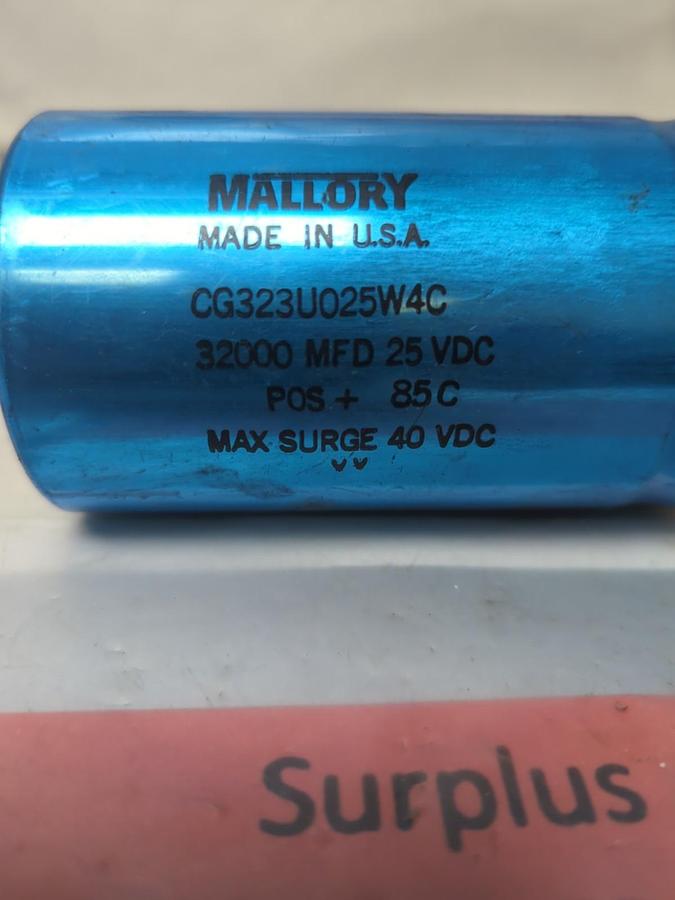 MALLORY
MADE IN U.S.A.
CG323U025W4C
32000 MFD 25 VDC
POS + 85C
MAX SURGE 40 VDC
Surplus